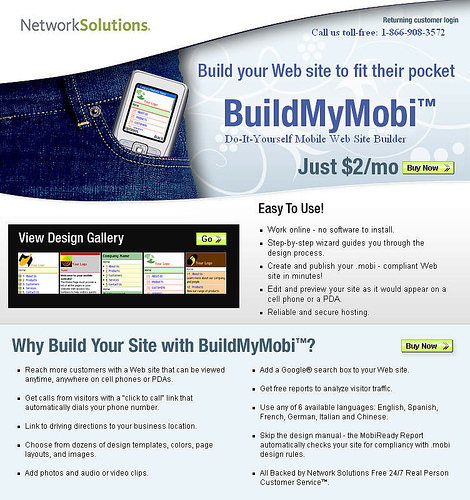 NetworkSolutions.
Returning customer login
Call us toll-free: 1-866-908-3572
Build your Web site to fit their pocket
BuildMyMobi™
Do-It-Yourself Mobile Web Site Builder
Just $2/mo
Buy Now
Easy To Use!
Work online - no software to install.
Step-by-step wizard guides you through the
design process.
Create and publish your .mobi - compliant Web
site in minutes!
Edit and preview your site as it would appear on a
cell phone or a PDA.
Reliable and secure hosting.
View Design Gallery
Go
Your Logo
Company Name
Your Logo
Your Logo
Why Build Your Site with BuildMyMobi™?
Buy Now
Reach more customers with a Web site that can be viewed
anytime, anywhere on cell phones or PDAs.
Get calls from visitors with a "click to call" link that
automatically dials your phone number.
Link to driving directions to your business location.
Choose from dozens of design templates, colors, page
layouts, and images.
Add photos and audio or video clips.
Add a Google® search box to your Web site.
Get free reports to analyze visitor traffic.
Use any of 6 available languages: English, Spanish,
French, German, Italian and Chinese.
Skip the design manual - the MobiReady Report
automatically checks your site for compliancy with .mobi
design rules.
All Backed by Network Solutions Free 24/7 Real Person
Customer Service™.